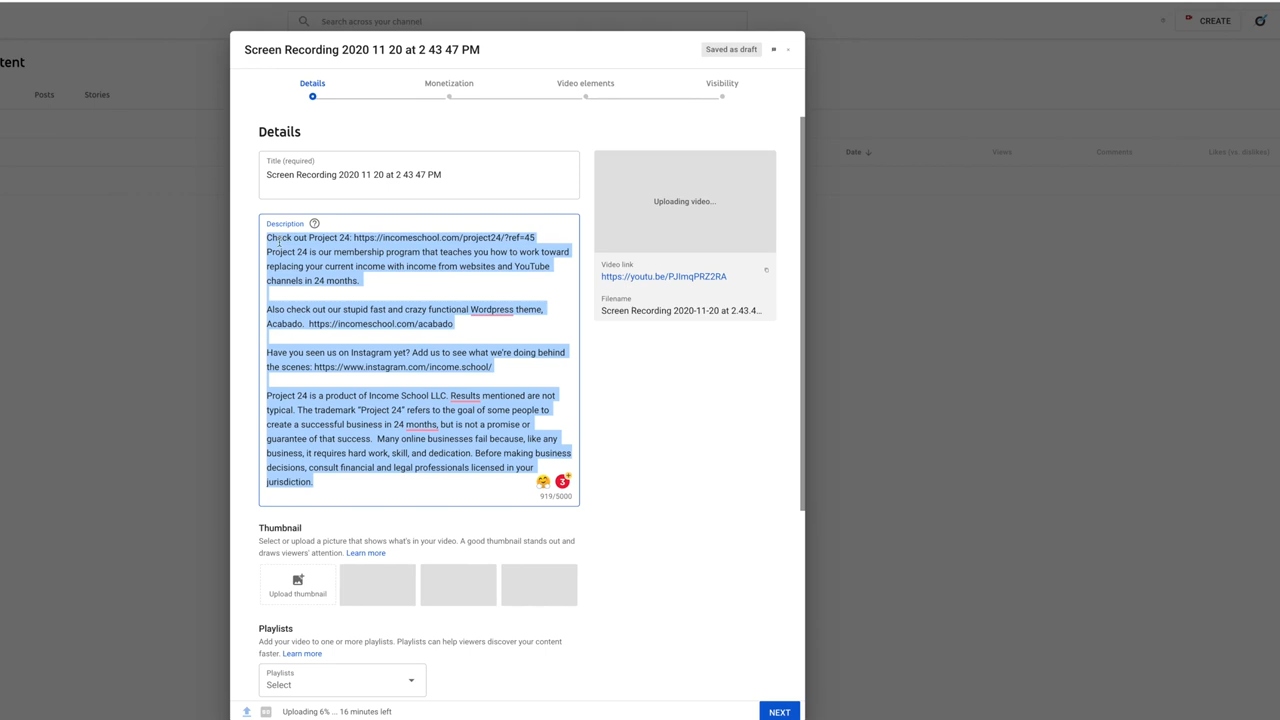 Search across your channel
CREATE
Screen Recording 2020 11 20 at 2 43 47 PM
Saved as draft
tent
Details
Monetization
Video elements
Visibility
Posts
Stories
Details
Title (required)
Screen Recording 2020 11 20 at 2 43 47 PM
Date
Views
Comments
Likes (vs. dislikes)
Uploading video...
Description
Check out Project 24: https://incomeschool.com/project24/?ref=45
Project 24 is our membership program that teaches you how to work toward
replacing your current income with income from websites and YouTube
channels in 24 months.
Also check out our stupid fast and crazy functional Wordpress theme,
Acabado.  https://incomeschool.com/acabado
Have you seen us on Instagram yet? Add us to see what we're doing behind
the scenes: https://www.instagram.com/income.school/
Project 24 is a product of Income School LLC. Results mentioned are not
typical. The trademark “Project 24” refers to the goal of some people to
create a successful business in 24 months, but is not a promise or
guarantee of that success.  Many online businesses fail because, like any
business, it requires hard work, skill, and dedication. Before making business
decisions, consult financial and legal professionals licensed in your
jurisdiction.
3
919/5000
Video link
https://youtu.be/PJImqPRZ2RA
Filename
Screen Recording 2020-11-20 at 2.43.4...
Thumbnail
Select or upload a picture that shows what's in your video. A good thumbnail stands out and
draws viewers' attention. Learn more
Upload thumbnail
Playlists
Add your video to one or more playlists. Playlists can help viewers discover your content
faster. Learn more
Playlists
Select
Uploading 6% ... 16 minutes left
NEXT